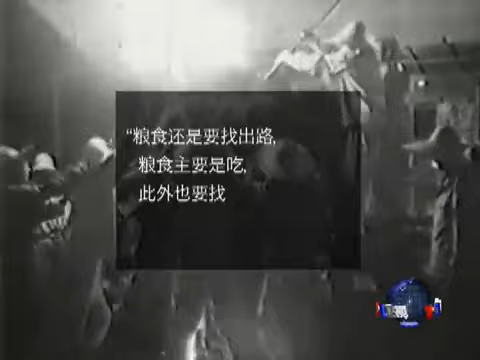 “粮食还是要找出路,
粮食主要是吃,
此外也要找